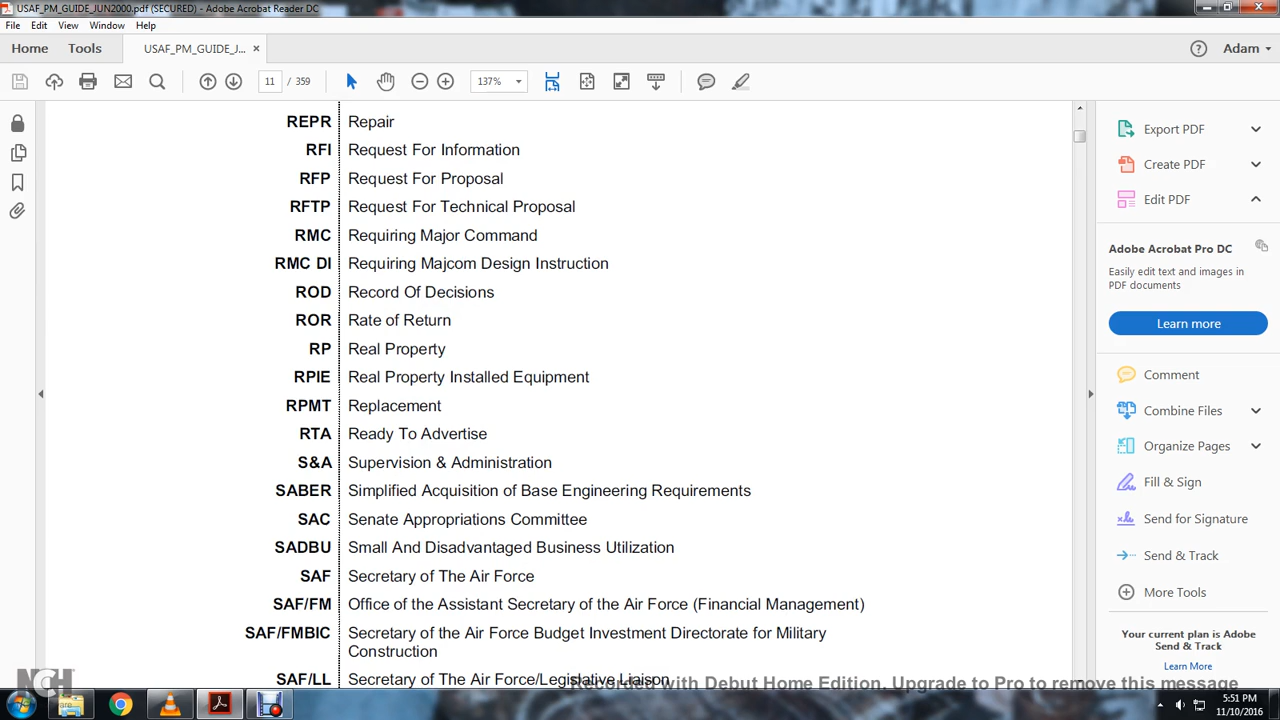 USAF_PM_GUIDE_JUN2000.pdf (SECURED) - Adobe Acrobat Reader DC
File Edit View Window Help
Home Tools USAF_PM_GUIDE_J... × Adam
11 / 359 137%
REPR Repair
RFI Request For Information
RFP Request For Proposal
RFTP Request For Technical Proposal
RMC Requiring Major Command
RMC DI Requiring Majcom Design Instruction
ROD Record Of Decisions
ROR Rate of Return
RP Real Property
RPIE Real Property Installed Equipment
RPMT Replacement
RTA Ready To Advertise
S&A Supervision & Administration
SABER Simplified Acquisition of Base Engineering Requirements
SAC Senate Appropriations Committee
SADBU Small And Disadvantaged Business Utilization
SAF Secretary of The Air Force
SAF/FM Office of the Assistant Secretary of the Air Force (Financial Management)
SAF/FMBIC Secretary of the Air Force Budget Investment Directorate for Military
Construction
SAF/LL Secretary of The Air Force/Legislative Liaison
Export PDF
Create PDF
Edit PDF
Adobe Acrobat Pro DC
Easily edit text and images in
PDF documents
Learn more
Comment
Combine Files
Organize Pages
Fill & Sign
Send for Signature
Send & Track
More Tools
Your current plan is Adobe
Send & Track
Learn More
NCH
Recorded with Debut Home Edition. Upgrade to Pro to remove this message
5:51 PM
11/10/2016